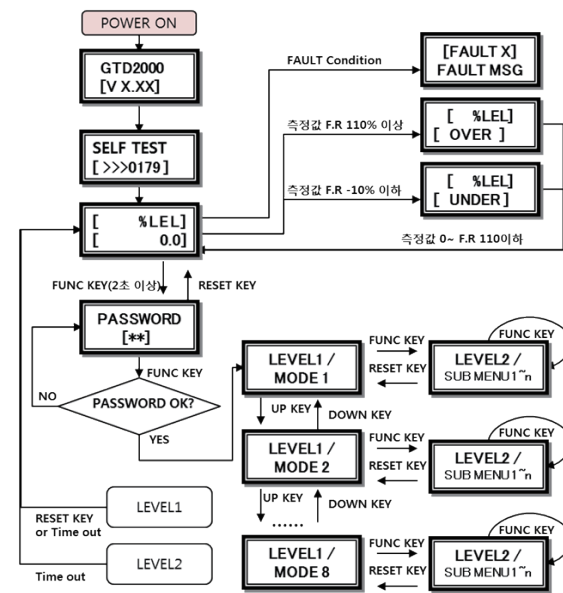 POWER ON
GTD2000
[V X.XX]
SELF TEST
[ >>>0179 ]
[ %LEL]
[ 0.0]
FAULT Condition
[FAULT X]
FAULT MSG
측정값 F.R 110% 이상
[ %LEL]
[ OVER ]
측정값 F.R -10% 이하
[ %LEL]
[ UNDER ]
측정값 0~ F.R 110이하
FUNC KEY(2초 이상)
RESET KEY
PASSWORD
[**]
FUNC KEY
NO
PASSWORD OK?
YES
LEVEL1 /
MODE 1
FUNC KEY
RESET KEY
FUNC KEY
LEVEL2 /
SUB MENU1~n
UP KEY
DOWN KEY
LEVEL1 /
MODE 2
FUNC KEY
RESET KEY
FUNC KEY
LEVEL2 /
SUB MENU1~n
UP KEY
DOWN KEY
......
LEVEL1 /
MODE 8
FUNC KEY
RESET KEY
FUNC KEY
LEVEL2 /
SUB MENU1~n
LEVEL1
RESET KEY
or Time out
LEVEL2
Time out